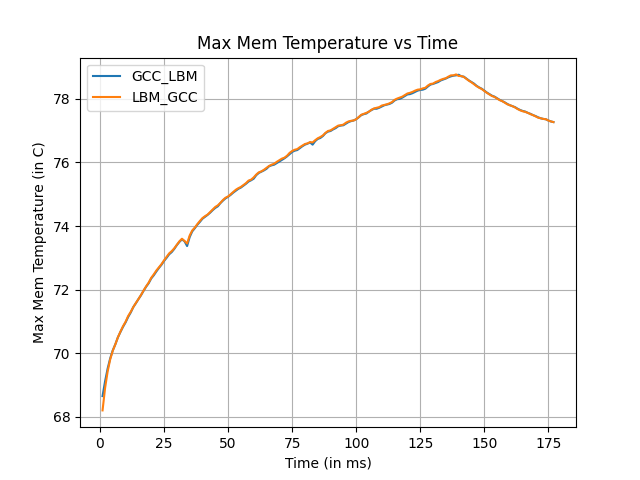 Max Mem Temperature vs Time
GCC_LBM
LBM_GCC
Max Mem Temperature (in C)
78
76
74
72
70
68
0 25 50 75 100 125 150 175
Time (in ms)